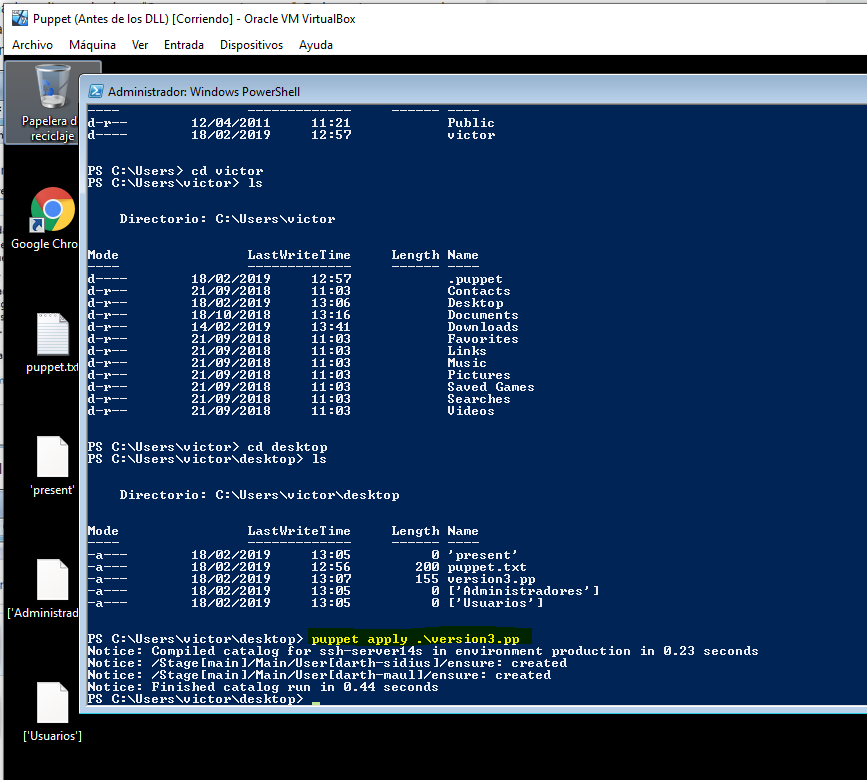 Puppet (Antes de los DLL) [Corriendo] - Oracle VM VirtualBox
Archivo Máquina Ver Entrada Dispositivos Ayuda
Papelera d
reciclaje
Google Chro
puppet.txt
'present'
['Administrad
['Usuarios']
Administrador: Windows PowerShell
---- ------------- ------ ----
d-r-- 12/04/2011 11:21 Public
d---- 18/02/2019 12:57 victor
PS C:\Users> cd victor
PS C:\Users\victor> ls
Directorio: C:\Users\victor
Mode LastWriteTime Length Name
---- ------------- ------ ----
d---- 18/02/2019 12:57 .puppet
d-r-- 21/09/2018 11:03 Contacts
d-r-- 18/02/2019 13:06 Desktop
d-r-- 18/10/2018 13:16 Documents
d-r-- 14/02/2019 13:41 Downloads
d-r-- 21/09/2018 11:03 Favorites
d-r-- 21/09/2018 11:03 Links
d-r-- 21/09/2018 11:03 Music
d-r-- 21/09/2018 11:03 Pictures
d-r-- 21/09/2018 11:03 Saved Games
d-r-- 21/09/2018 11:03 Searches
d-r-- 21/09/2018 11:03 Videos
PS C:\Users\victor> cd desktop
PS C:\Users\victor\desktop> ls
Directorio: C:\Users\victor\desktop
Mode LastWriteTime Length Name
---- ------------- ------ ----
-a--- 18/02/2019 13:05 0 'present'
-a--- 18/02/2019 12:56 200 puppet.txt
-a--- 18/02/2019 13:07 155 version3.pp
-a--- 18/02/2019 13:05 0 ['Administradores']
-a--- 18/02/2019 13:05 0 ['Usuarios']
PS C:\Users\victor\desktop> puppet apply .\version3.pp
Notice: Compiled catalog for ssh-server14s in environment production in 0.23 seconds
Notice: /Stage[main]/Main/User[darth-sidius]/ensure: created
Notice: /Stage[main]/Main/User[darth-maul]/ensure: created
Notice: Finished catalog run in 0.44 seconds
PS C:\Users\victor\desktop>